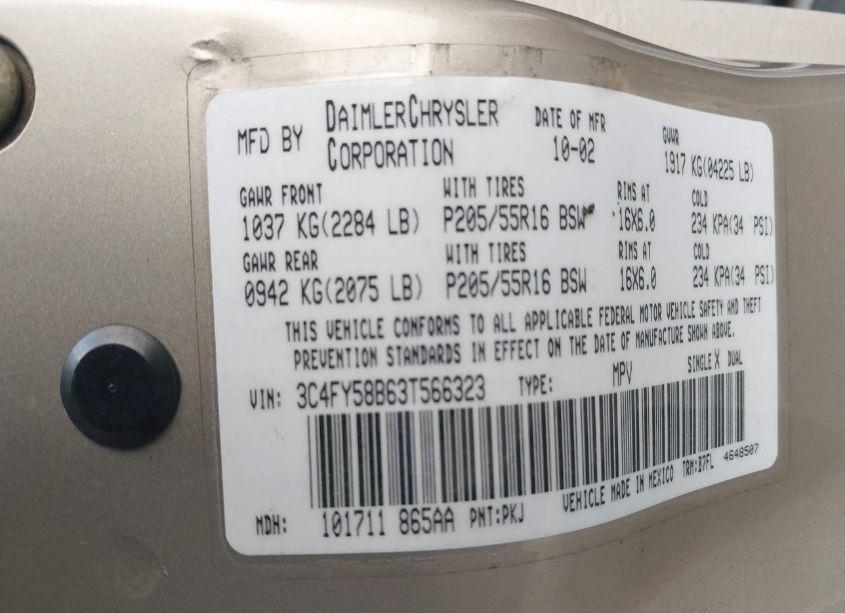 MFD BY DAIMLERCHRYSLER CORPORATION DATE OF MFR 10-02 GVWR 1917 KG(04225 LB)
GAWR FRONT WITH TIRES RIMS AT COLD
1037 KG(2284 LB) P205/55R16 BSW 16X6.0 234 KPA(34 PSI)
GAWR REAR WITH TIRES RIMS AT COLD
0942 KG(2075 LB) P205/55R16 BSW 16X6.0 234 KPA(34 PSI)
THIS VEHICLE CONFORMS TO ALL APPLICABLE FEDERAL MOTOR VEHICLE SAFETY AND THEFT
PREVENTION STANDARDS IN EFFECT ON THE DATE OF MANUFACTURE SHOWN ABOVE.
VIN: 3C4FY58B63T566323 TYPE: MPV SINGLE X DUAL
MDH: 101711 865AA PNT:PKJ VEHICLE MADE IN MEXICO TRM:B7FL 4648507